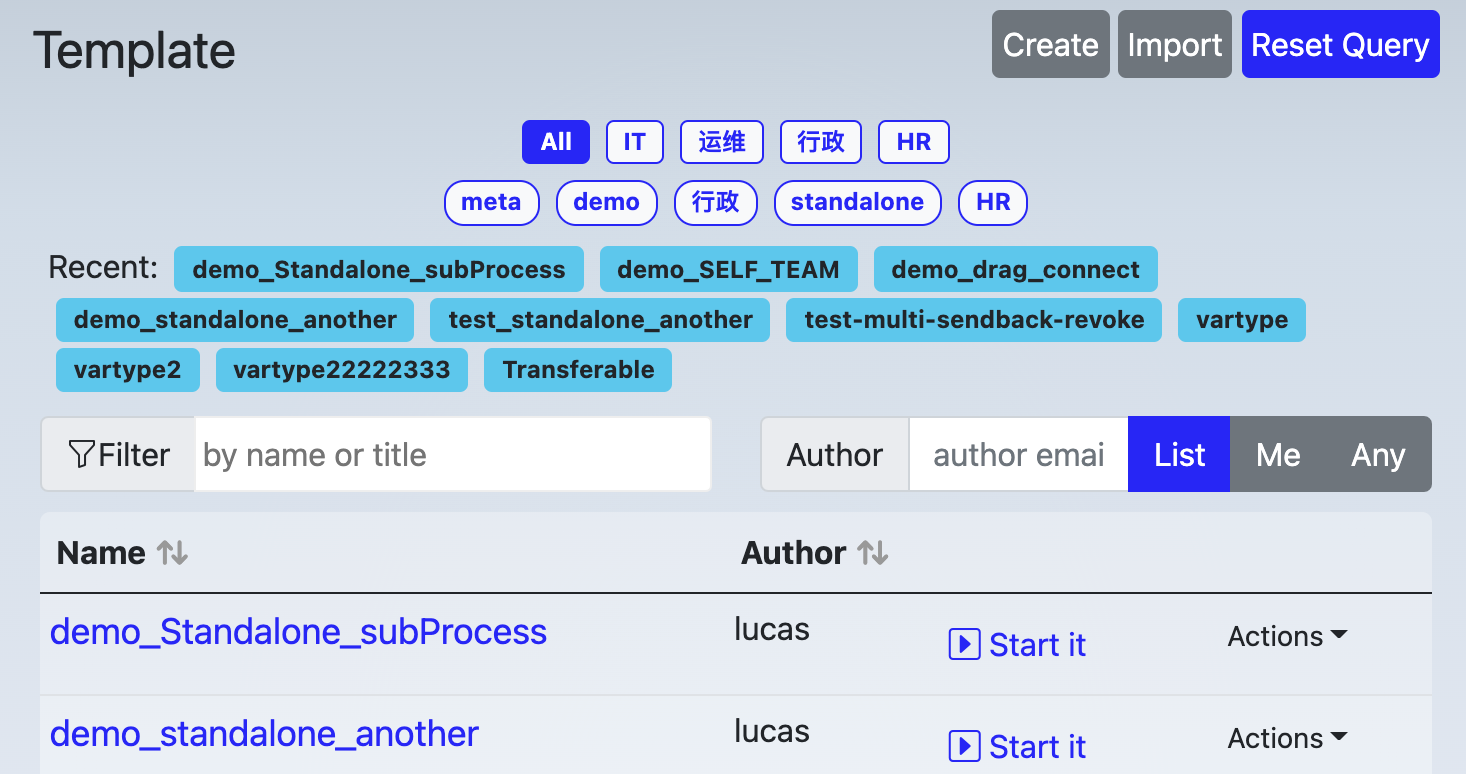 Template Create Import Reset Query
All IT 运维 行政 HR
meta demo 行政 standalone HR
Recent: demo_Standalone_subProcess demo_SELF_TEAM demo_drag_connect
demo_standalone_another test_standalone_another test-multi-sendback-revoke vartype
vartype2 vartype22222333 Transferable
Filter by name or title Author author emai List Me Any
Name Author
demo_Standalone_subProcess lucas Start it Actions
demo_standalone_another lucas Start it Actions